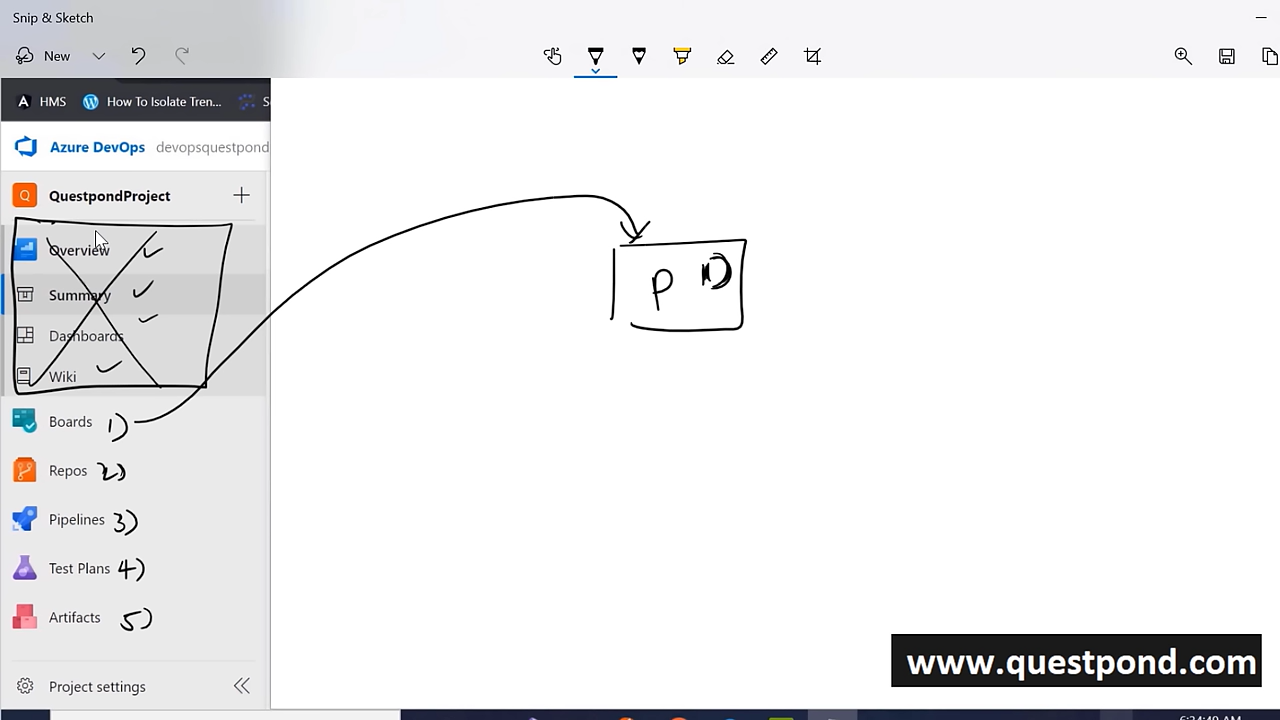 Snip & Sketch
New
HMS
How To Isolate Tren...
S
Azure DevOps devopsquestpond
Q QuestpondProject
Overview
Summary
Dashboards
Wiki
Boards 1)
Repos 2)
Pipelines 3)
Test Plans 4)
Artifacts 5)
Project settings
P 1)
www.questpond.com